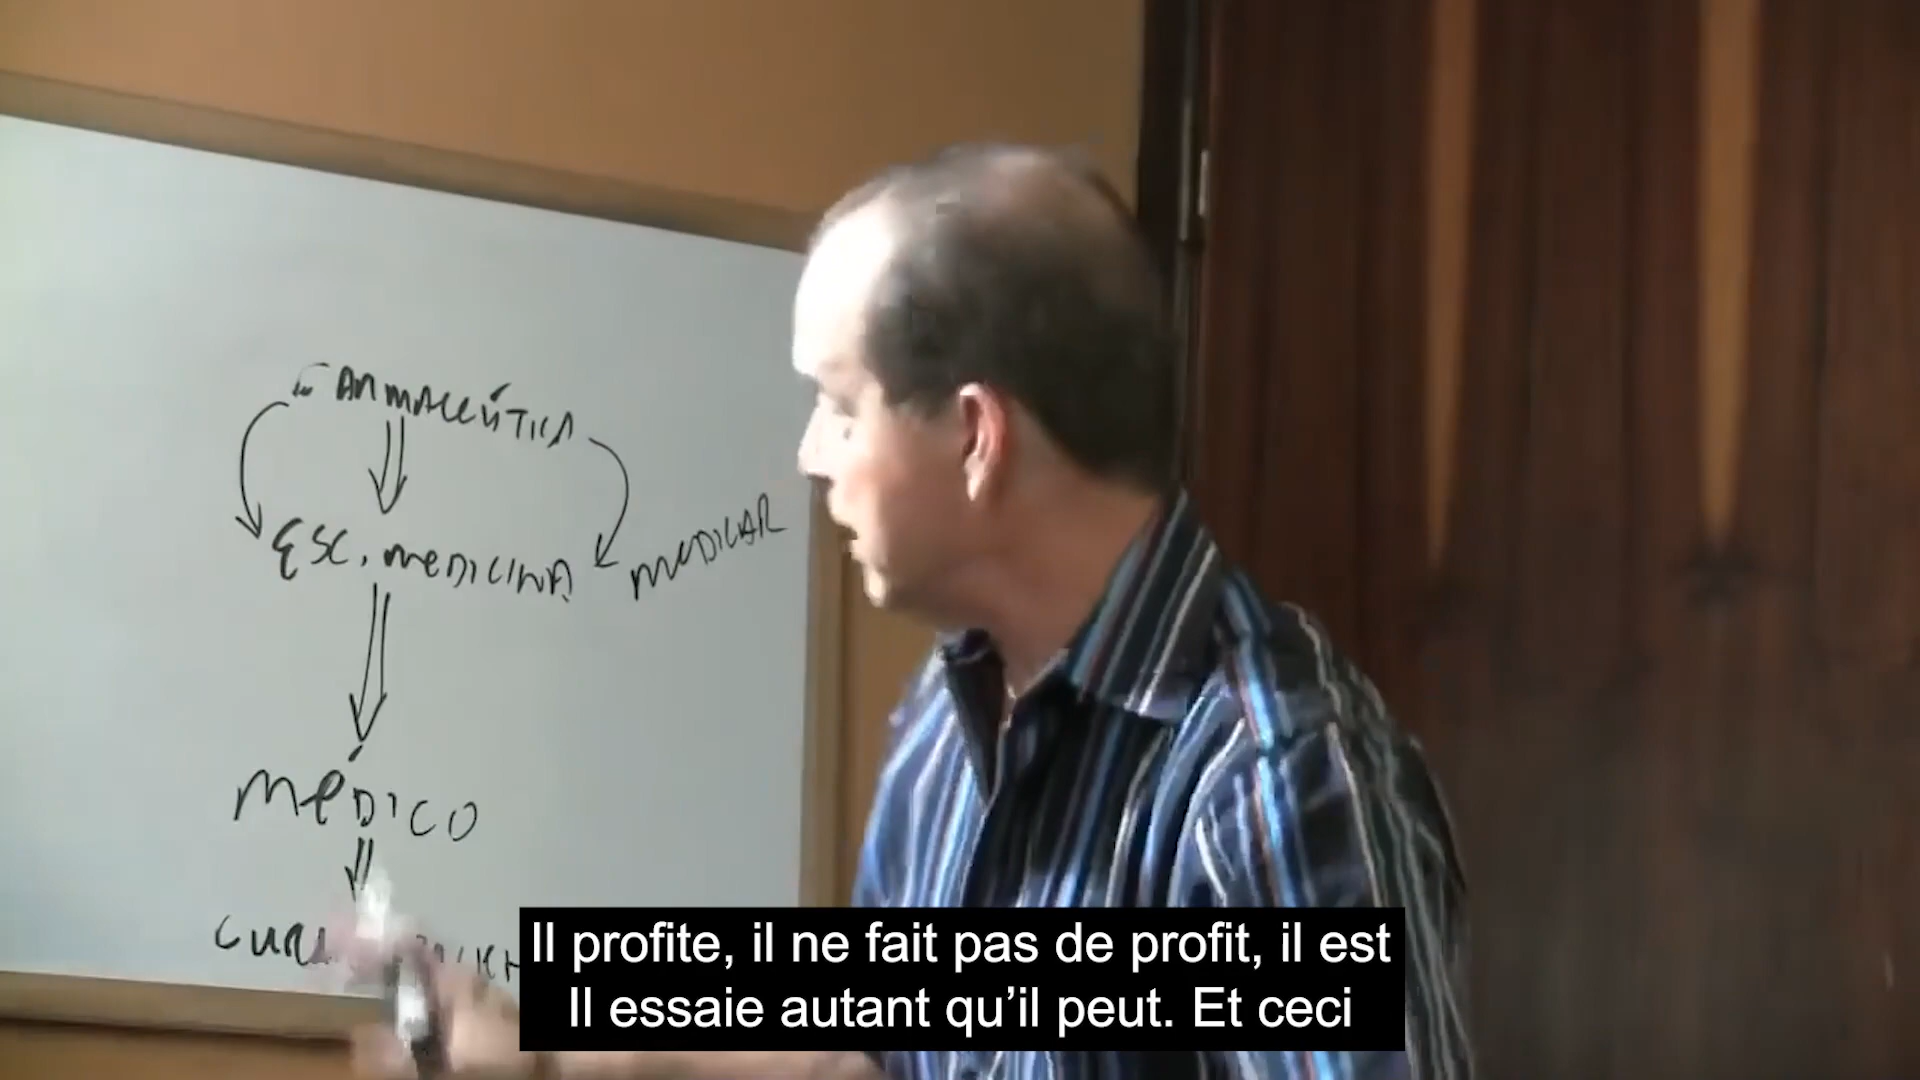 FARMACEÚTICA
ESC. MEDICINA
MEDICAR
MÉDICO
Il profite, il ne fait pas de profit, il est
Il essaie autant qu'il peut. Et ceci